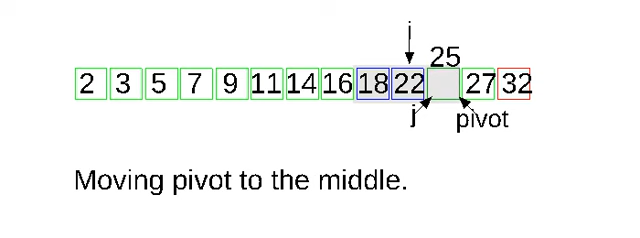 i
25
2 3 5 7 9 11 14 16 18 22 27 32
j pivot
Moving pivot to the middle.